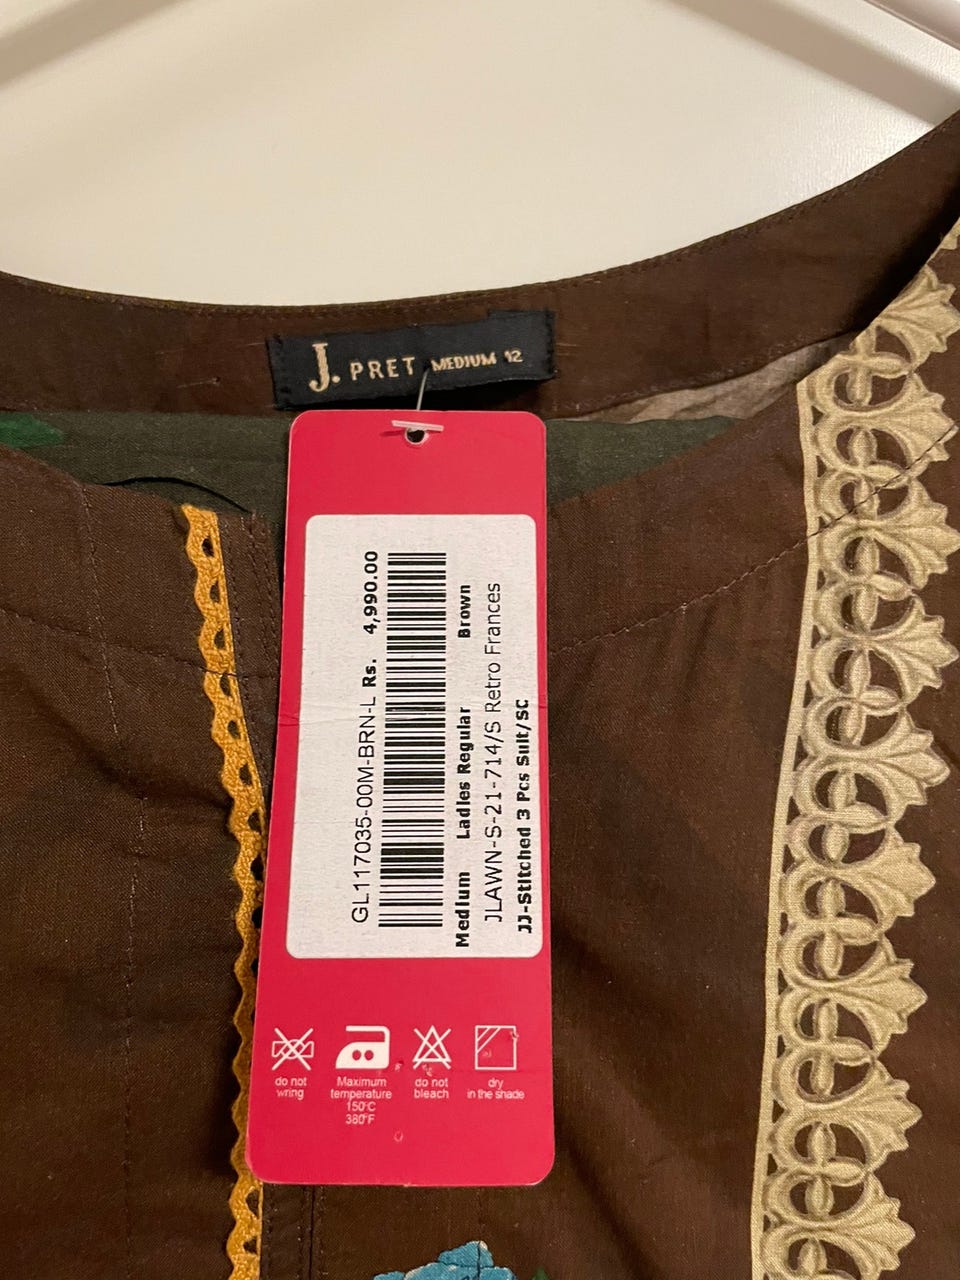 J. PRET MEDIUM 12
GL117035-00M-BRN-L Rs. 4,990.00
Medium Ladies Regular Brown
JLAWN-S-21-714/S Retro Frances
JJ-Stitched 3 Pcs Suit/SC
do not
wring
Maximum
temperature
150°C
380°F
do not
bleach
dry
in the shade